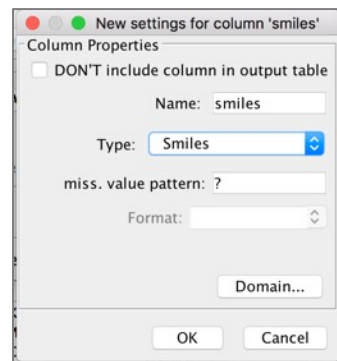 New settings for column 'smiles'
Column Properties
DON'T include column in output table
Name: smiles
Type: Smiles
miss. value pattern: ?
Format:
Domain...
OK Cancel